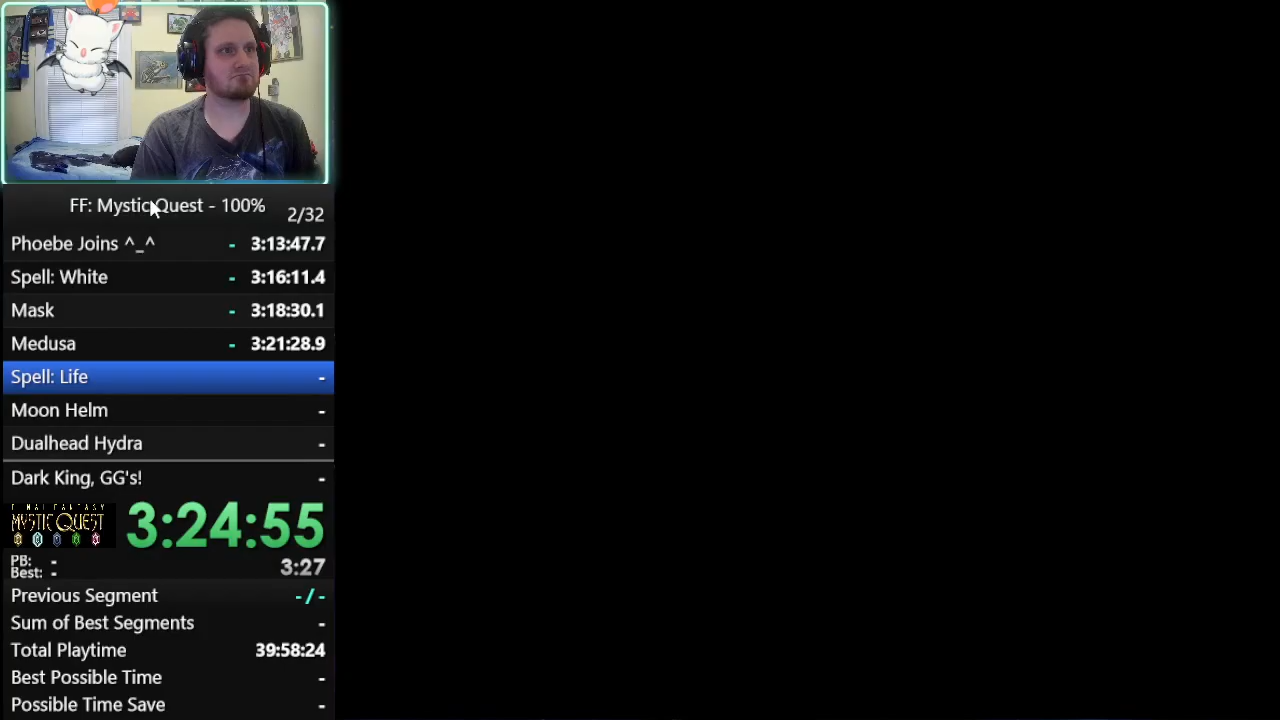 FF: MysticQuest - 100%
2/32
Phoebe Joins ^_^ - 3:13:47.7
Spell: White - 3:16:11.4
Mask - 3:18:30.1
Medusa - 3:21:28.9
Spell: Life -
Moon Helm -
Dualhead Hydra -
Dark King, GG's! -
FINAL FANTASY
MYSTIC QUEST
3:24:55
PB: -
Best: -
3:27
Previous Segment - / -
Sum of Best Segments -
Total Playtime 39:58:24
Best Possible Time -
Possible Time Save -